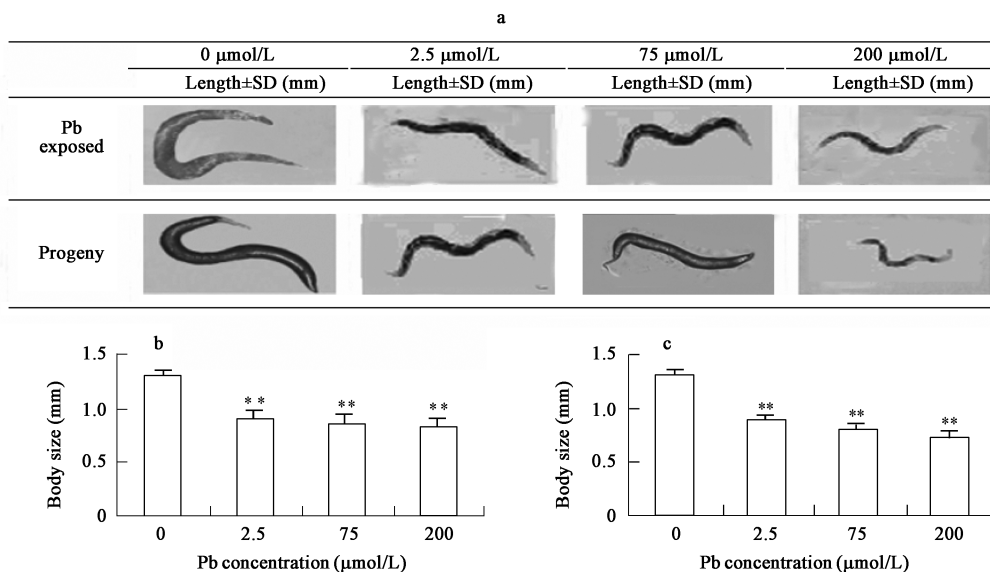 a
0 μmol/L 2.5 μmol/L 75 μmol/L 200 μmol/L
Length±SD (mm) Length±SD (mm) Length±SD (mm) Length±SD (mm)
Pb
exposed
Progeny
b
1.5
1.0
0.5
0
Body size (mm)
** ** **
0 2.5 75 200
Pb concentration (μmol/L)
c
1.5
1.0
0.5
0
Body size (mm)
** ** **
0 2.5 75 200
Pb concentration (μmol/L)